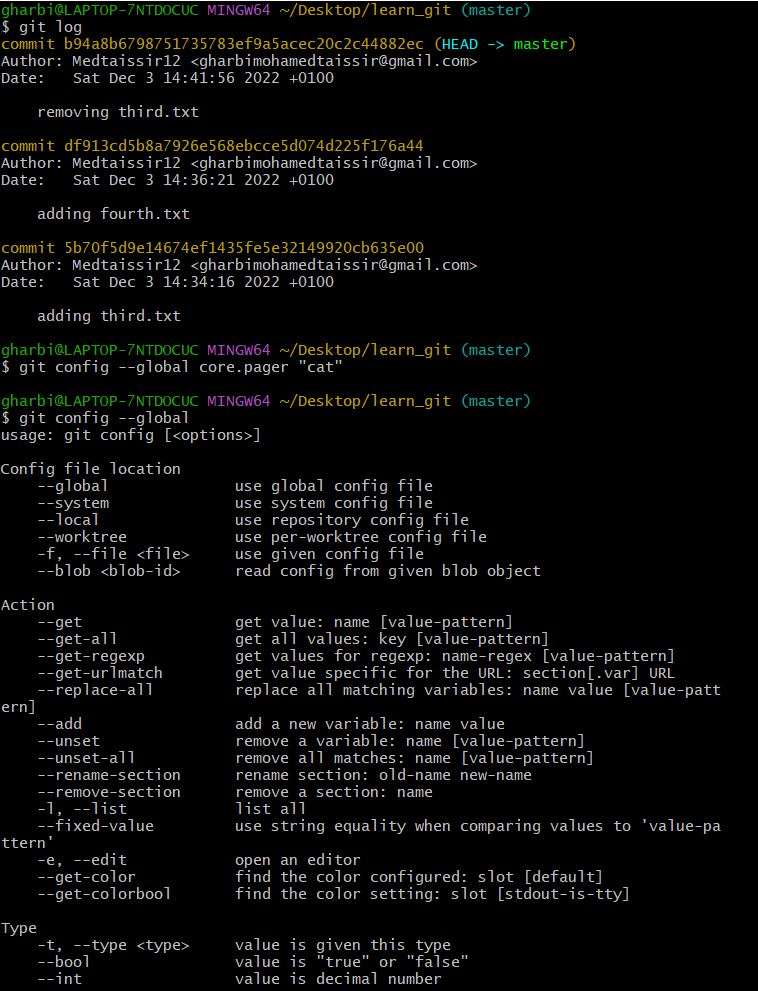 gharbi@LAPTOP-7NTDOCUC MINGW64 ~/Desktop/learn_git (master)
$ git log
commit b94a8b6798751735783ef9a5acec20c2c44882ec (HEAD -> master)
Author: Medtaissir12 <gharbimohamedtaissir@gmail.com>
Date:   Sat Dec 3 14:41:56 2022 +0100

    removing third.txt

commit df913cd5b8a7926e568ebcce5d074d225f176a44
Author: Medtaissir12 <gharbimohamedtaissir@gmail.com>
Date:   Sat Dec 3 14:36:21 2022 +0100

    adding fourth.txt

commit 5b70f5d9e14674ef1435fe5e32149920cb635e00
Author: Medtaissir12 <gharbimohamedtaissir@gmail.com>
Date:   Sat Dec 3 14:34:16 2022 +0100

    adding third.txt

gharbi@LAPTOP-7NTDOCUC MINGW64 ~/Desktop/learn_git (master)
$ git config --global core.pager "cat"

gharbi@LAPTOP-7NTDOCUC MINGW64 ~/Desktop/learn_git (master)
$ git config --global
usage: git config [<options>]

Config file location
    --global              use global config file
    --system              use system config file
    --local               use repository config file
    --worktree            use per-worktree config file
    -f, --file <file>     use given config file
    --blob <blob-id>      read config from given blob object

Action
    --get                 get value: name [value-pattern]
    --get-all             get all values: key [value-pattern]
    --get-regexp          get values for regexp: name-regex [value-pattern]
    --get-urlmatch        get value specific for the URL: section[.var] URL
    --replace-all         replace all matching variables: name value [value-patt
ern]
    --add                 add a new variable: name value
    --unset               remove a variable: name [value-pattern]
    --unset-all           remove all matches: name [value-pattern]
    --rename-section      rename section: old-name new-name
    --remove-section      remove a section: name
    -l, --list            list all
    --fixed-value         use string equality when comparing values to 'value-pa
ttern'
    -e, --edit            open an editor
    --get-color           find the color configured: slot [default]
    --get-colorbool       find the color setting: slot [stdout-is-tty]

Type
    -t, --type <type>     value is given this type
    --bool                value is "true" or "false"
    --int                 value is decimal number